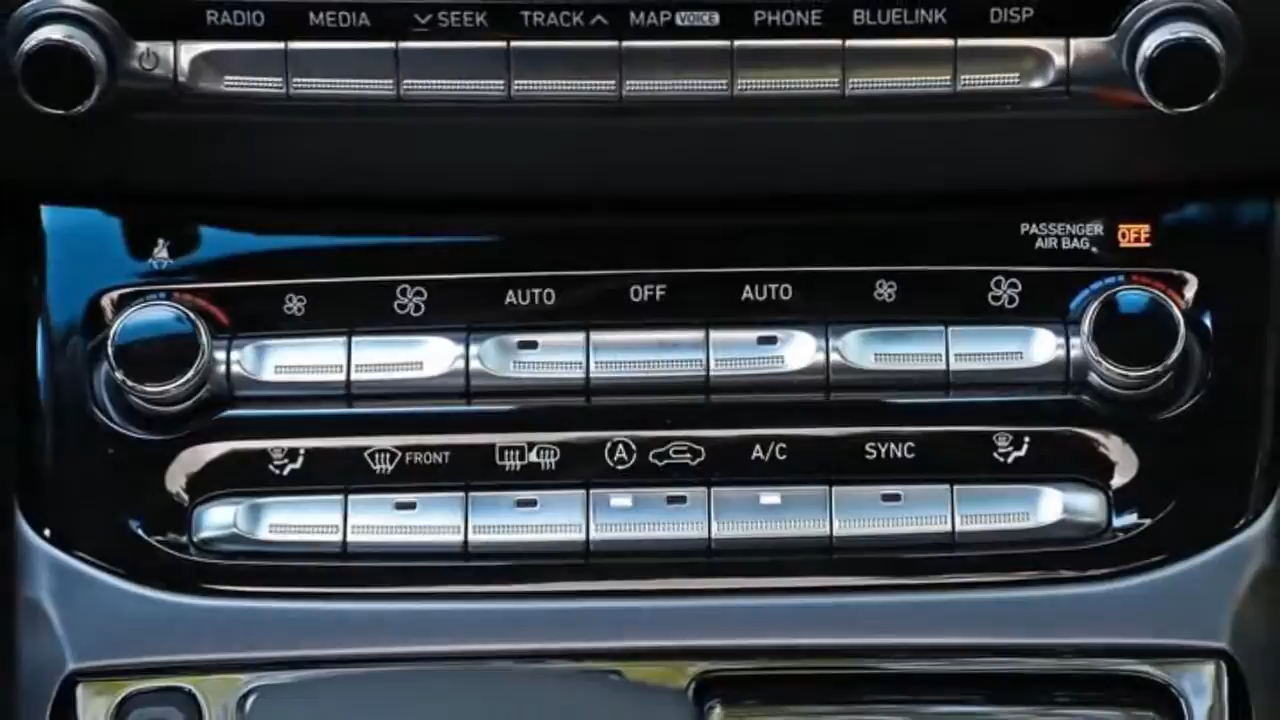 RADIO MEDIA SEEK TRACK MAP VOICE PHONE BLUELINK DISP
PASSENGER
AIR BAG OFF
AUTO OFF AUTO
FRONT A A/C SYNC